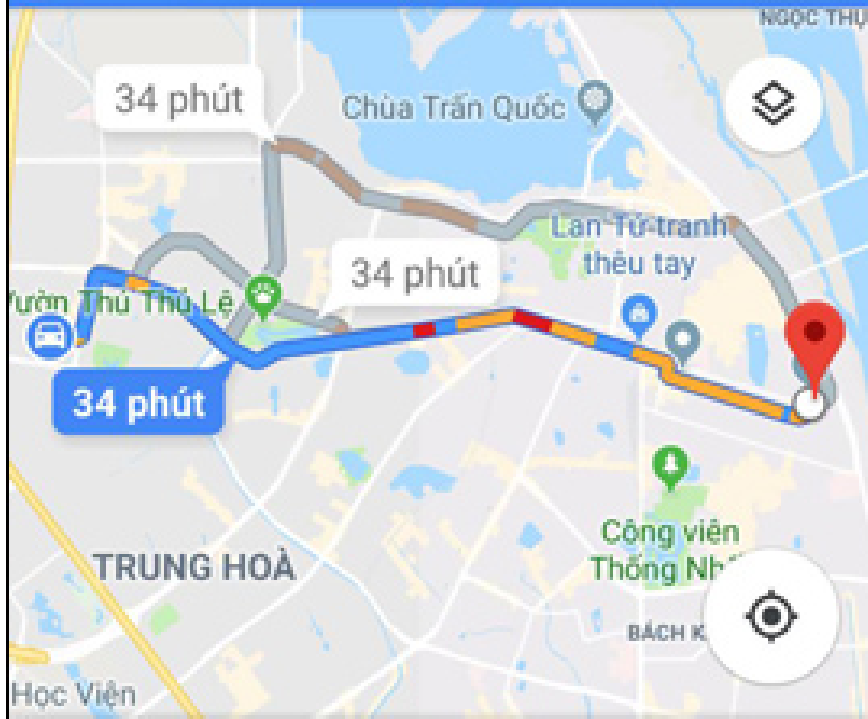 NGỌC THỤ
34 phút
Chùa Trấn Quốc
Lan Tứ-tranh
thêu tay
34 phút
Vườn Thú Thủ Lệ
34 phút
Công viên
Thống Nhấ
TRUNG HOÀ
BÁCH K
Học Viện